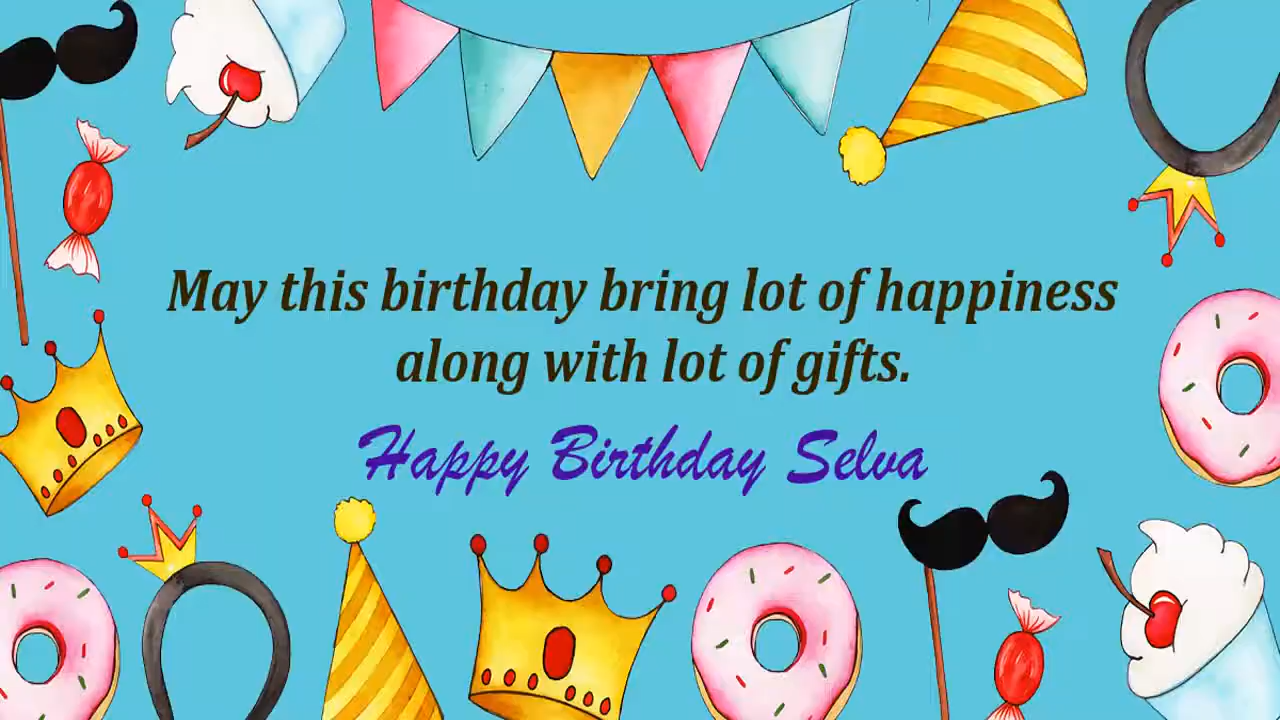 May this birthday bring lot of happiness
along with lot of gifts.
Happy Birthday Selva